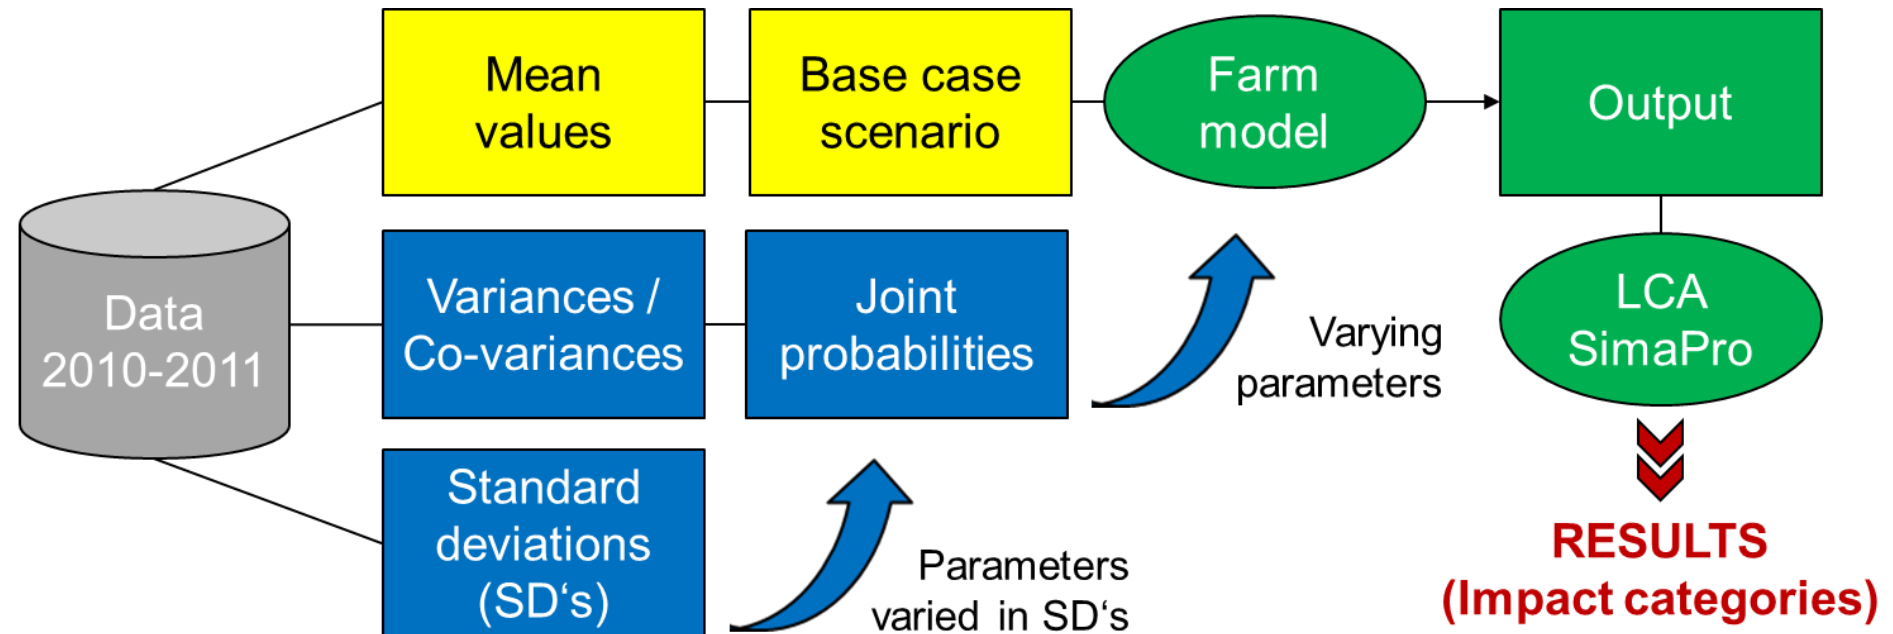 Mean
values
Base case
scenario
Farm
model
Output
Data
2010-2011
Variances /
Co-variances
Joint
probabilities
Varying
parameters
LCA
SimaPro
Standard
deviations
(SD‘s)
Parameters
varied in SD‘s
RESULTS
(Impact categories)